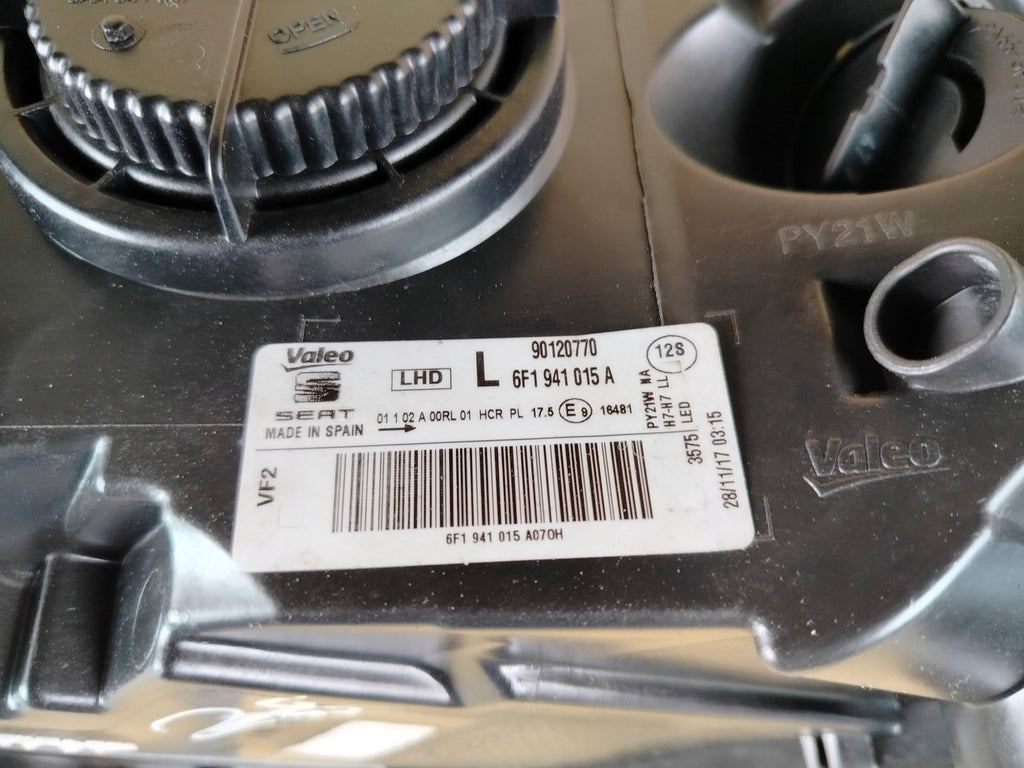 OPEN
PY21W
Valeo
SEAT
MADE IN SPAIN
LHD
L
90120770
6F1 941 015 A
12S
01 1 02 A 00RL 01 HCR PL 17.5 E9 16481
PY21W WA
H7-H7 LL
LED
3575
28/11/17 03:15
VF2
6F1 941 015 A070H
Valeo